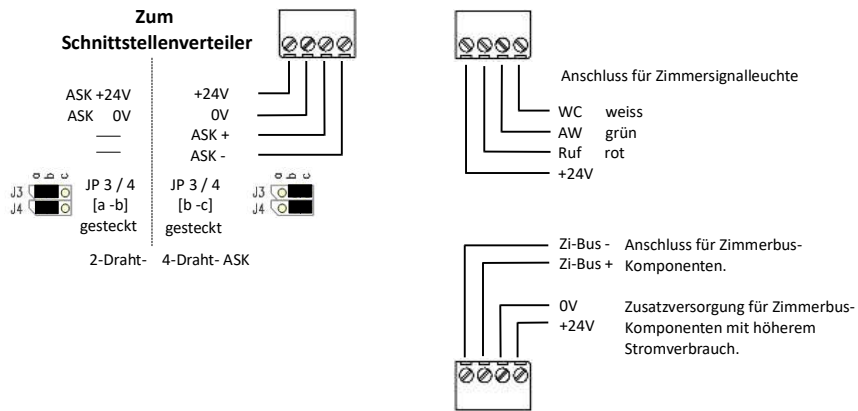 Zum
Schnittstellenverteiler
ASK +24V
ASK 0V
+24V
0V
ASK +
ASK -
a b c
J3
J4
JP 3 / 4
[a -b]
gesteckt
JP 3 / 4
[b -c]
gesteckt
a b c
J3
J4
2-Draht- 4-Draht- ASK
Anschluss für Zimmersignalleuchte
WC weiss
AW grün
Ruf rot
+24V
Zi-Bus - Anschluss für Zimmerbus-
Zi-Bus + Komponenten.
0V Zusatzversorgung für Zimmerbus-
+24V Komponenten mit höherem
Stromverbrauch.